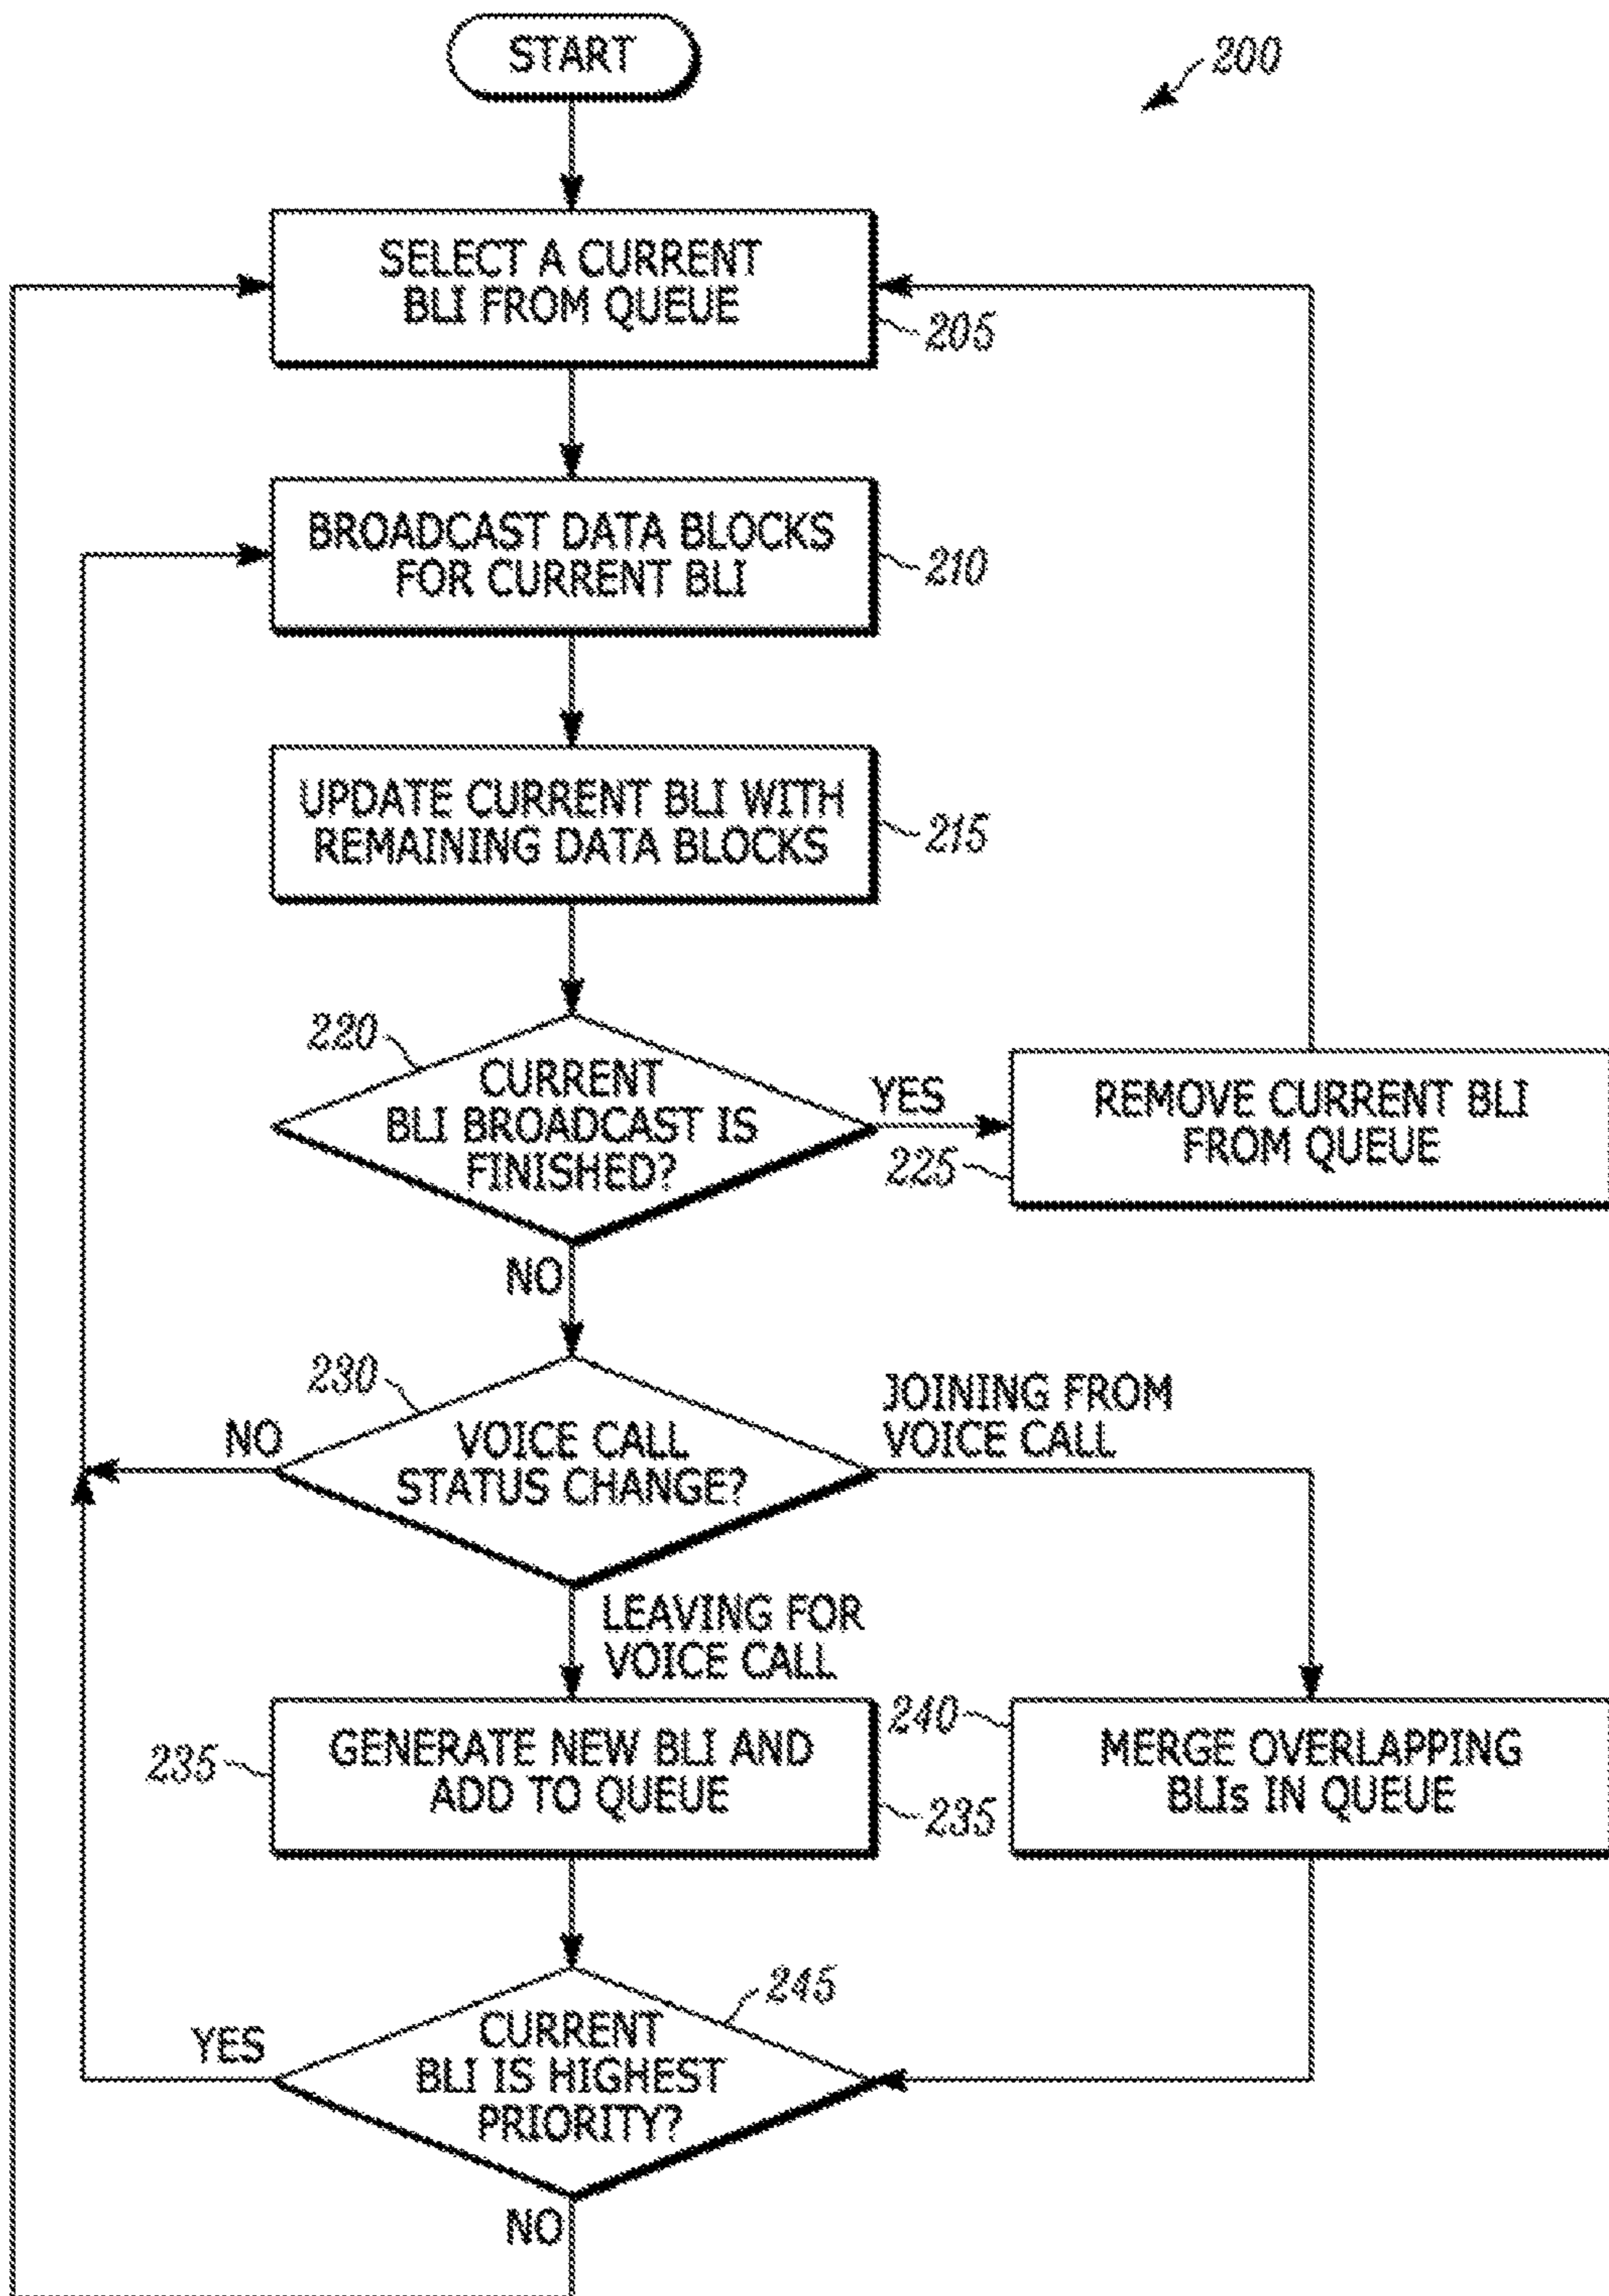 START
200
SELECT A CURRENT
BLI FROM QUEUE
205
BROADCAST DATA BLOCKS
FOR CURRENT BLI
210
UPDATE CURRENT BLI WITH
REMAINING DATA BLOCKS
215
220
CURRENT
BLI BROADCAST IS
FINISHED?
YES
225
REMOVE CURRENT BLI
FROM QUEUE
NO
230
VOICE CALL
STATUS CHANGE?
NO
JOINING FROM
VOICE CALL
LEAVING FOR
VOICE CALL
235
GENERATE NEW BLI AND
ADD TO QUEUE
235
240
MERGE OVERLAPPING
BLIs IN QUEUE
245
CURRENT
BLI IS HIGHEST
PRIORITY?
YES
NO